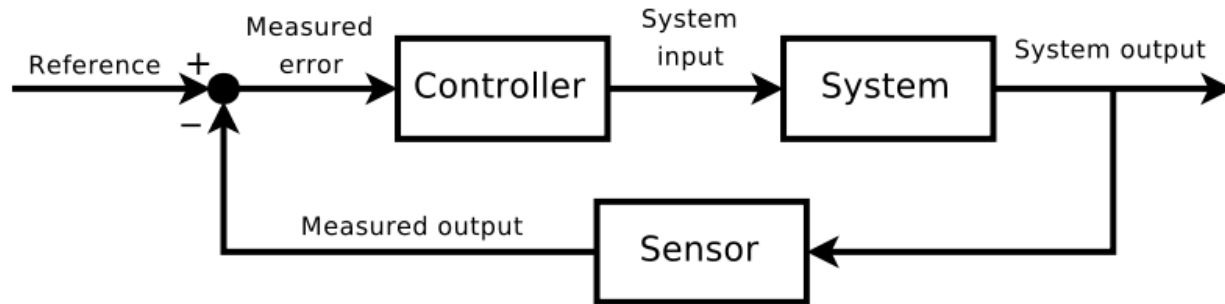 Reference
+
−
Measured
error
Controller
System
input
System
System output
Measured output
Sensor